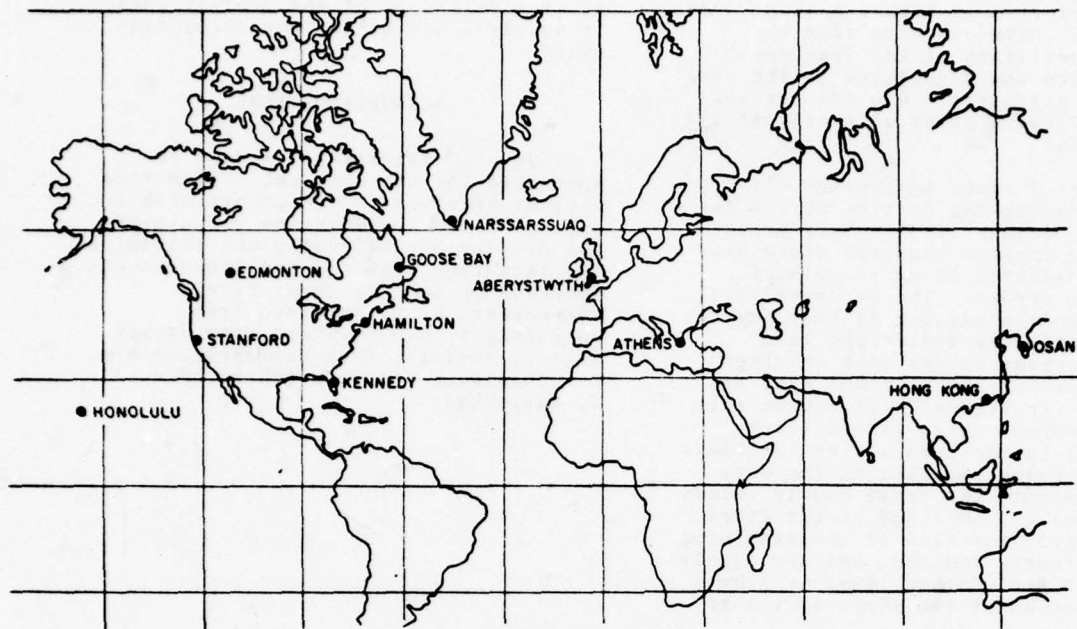 NARSSARSSUAQ
GOOSE BAY
EDMONTON
ABERYSTWYTH
HAMILTON
STANFORD
ATHENS
OSAN
KENNEDY
HONG KONG
HONOLULU